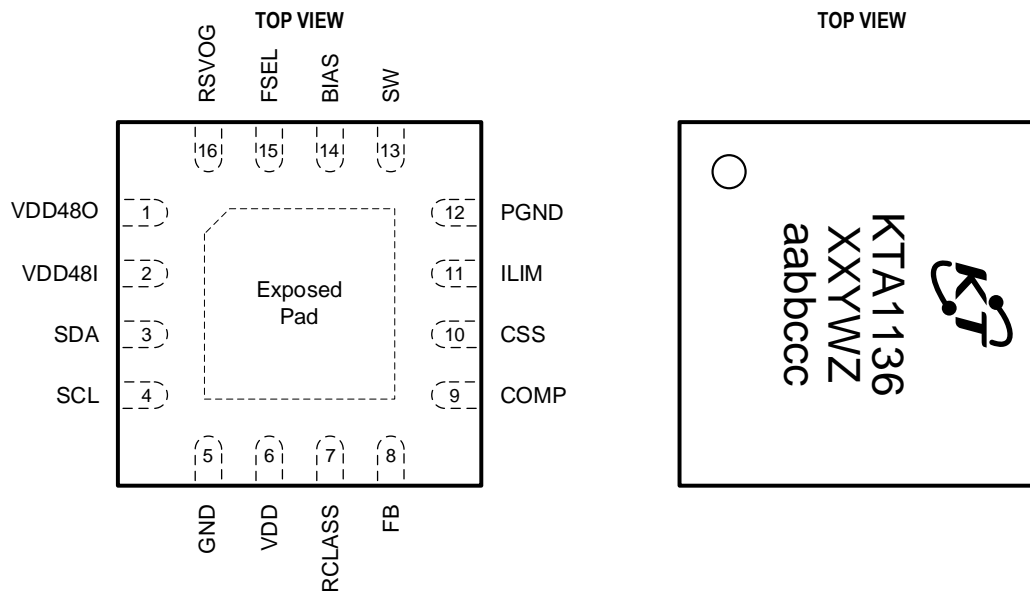 TOP VIEW
TOP VIEW
RSVOG
FSEL
BIAS
SW
16
15
14
13
VDD48O
1
12
PGND
VDD48I
2
11
ILIM
SDA
3
10
CSS
SCL
4
9
COMP
Exposed
Pad
5
6
7
8
GND
VDD
RCLASS
FB
KT
KTA1136
XXYWZ
aabbccc